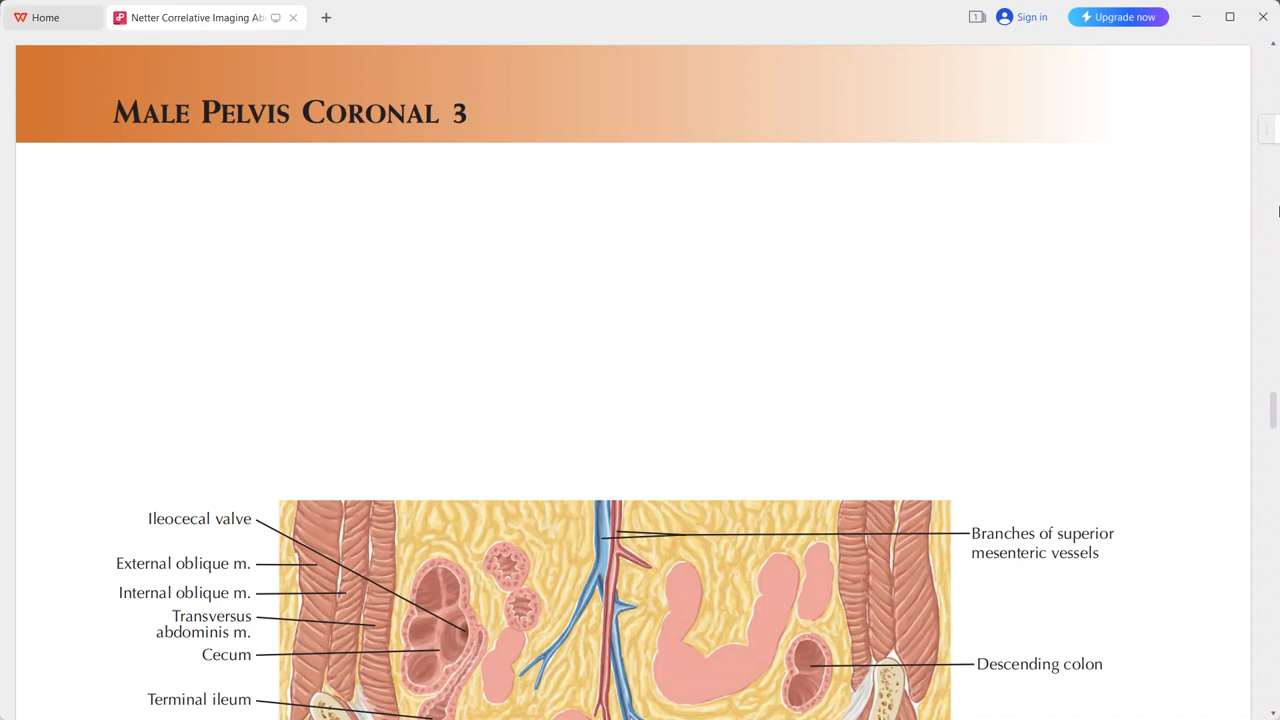 Home
Netter Correlative Imaging Ab
1
Sign in
Upgrade now
MALE PELVIS CORONAL 3
Ileocecal valve
External oblique m.
Internal oblique m.
Transversus
abdominis m.
Cecum
Terminal ileum
Branches of superior
mesenteric vessels
Descending colon